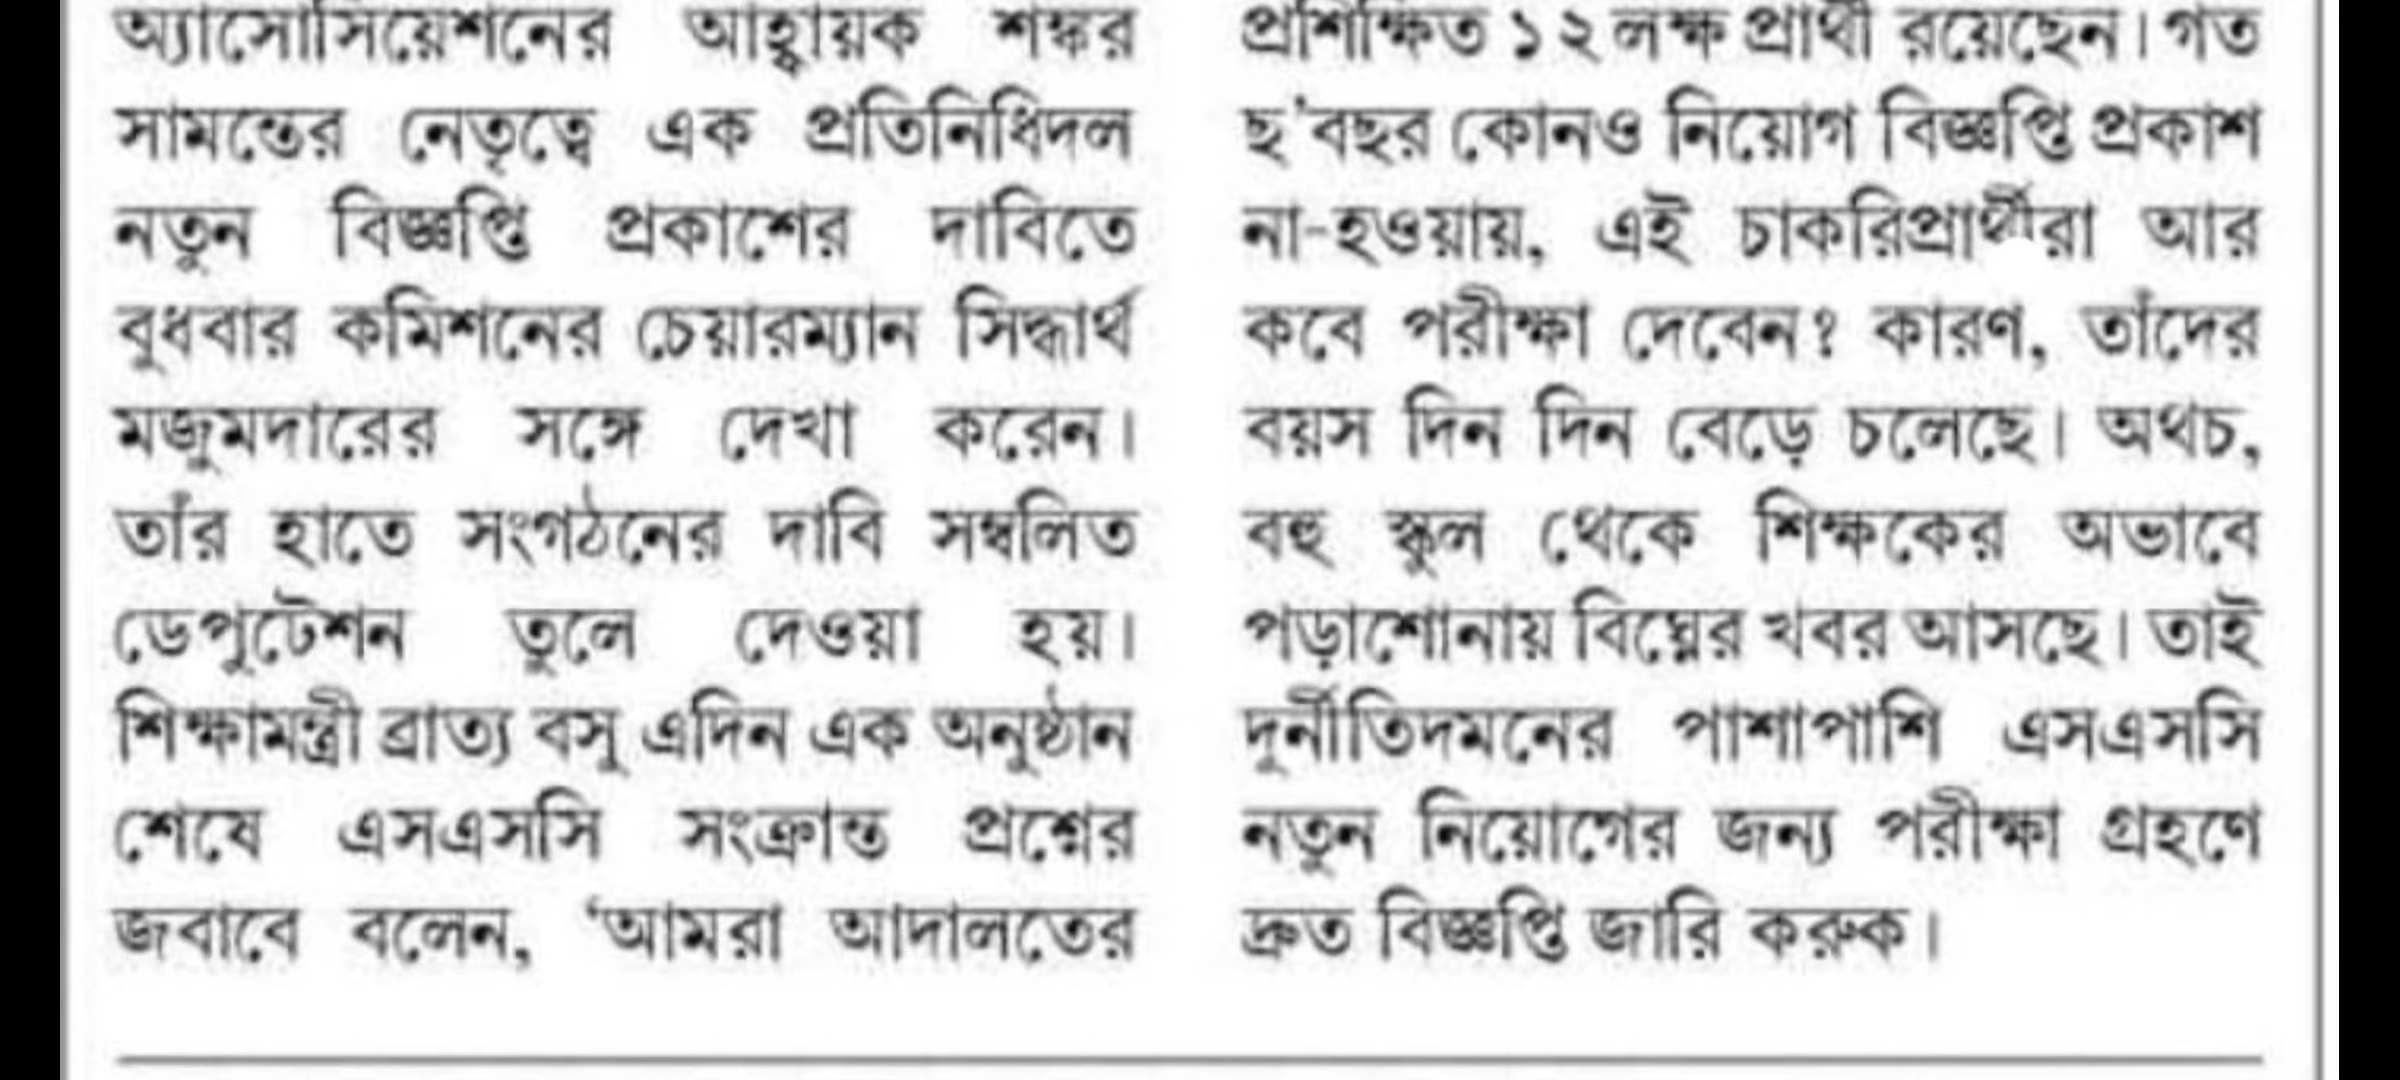 অ্যাসোসিয়েশনের আহ্বায়ক শঙ্কর
সামন্তের নেতৃত্বে এক প্রতিনিধিদল
নতুন বিজ্ঞপ্তি প্রকাশের দাবিতে
বুধবার কমিশনের চেয়ারম্যান সিদ্ধার্থ
মজুমদারের সঙ্গে দেখা করেন।
তাঁর হাতে সংগঠনের দাবি সম্বলিত
ডেপুটেশন তুলে দেওয়া হয়।
শিক্ষামন্ত্রী ব্রাত্য বসু এদিন এক অনুষ্ঠান
শেষে এসএসসি সংক্রান্ত প্রশ্নের
জবাবে বলেন, 'আমরা আদালতের
প্রশিক্ষিত ১২ লক্ষ প্রার্থী রয়েছেন। গত
ছ'বছর কোনও নিয়োগ বিজ্ঞপ্তি প্রকাশ
না-হওয়ায়, এই চাকরিপ্রার্থীরা আর
কবে পরীক্ষা দেবেন? কারণ, তাঁদের
বয়স দিন দিন বেড়ে চলেছে। অথচ,
বহু স্কুল থেকে শিক্ষকের অভাবে
পড়াশোনায় বিঘ্নের খবর আসছে। তাই
দুর্নীতিদমনের পাশাপাশি এসএসসি
নতুন নিয়োগের জন্য পরীক্ষা গ্রহণে
দ্রুত বিজ্ঞপ্তি জারি করুক।